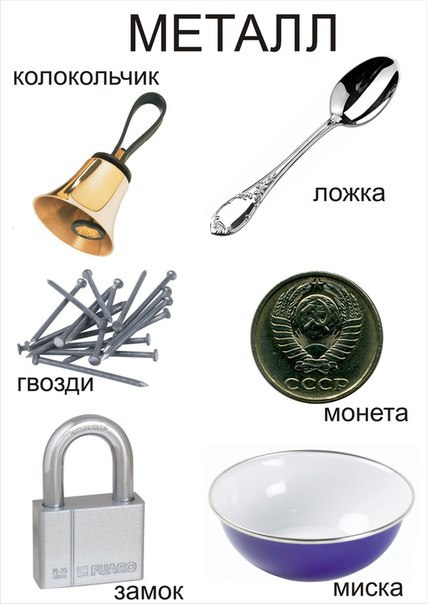 МЕТАЛЛ
колокольчик
ложка
гвозди
СССР
монета
FUARO
замок
миска